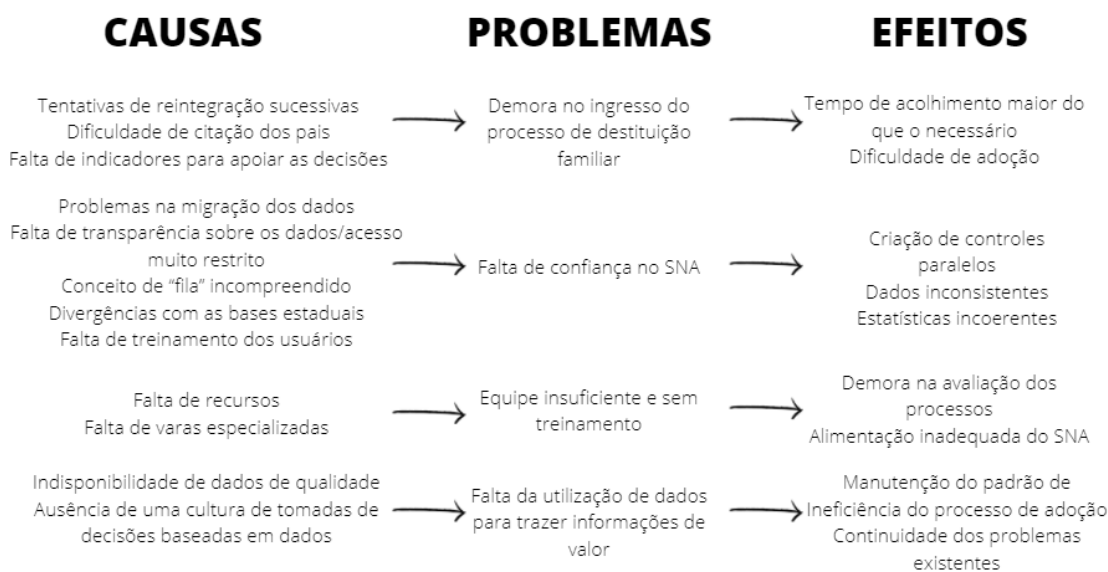 CAUSAS
PROBLEMAS
EFEITOS
Tentativas de reintegração sucessivas
Dificuldade de citação dos pais
Falta de indicadores para apoiar as decisões
Demora no ingresso do
processo de destituição
familiar
Tempo de acolhimento maior do
que o necessário
Dificuldade de adoção
Problemas na migração dos dados
Falta de transparência sobre os dados/acesso
muito restrito
Conceito de “fila” incompreendido
Divergências com as bases estaduais
Falta de treinamento dos usuários
Falta de confiança no SNA
Criação de controles
paralelos
Dados inconsistentes
Estatísticas incoerentes
Falta de recursos
Falta de varas especializadas
Equipe insuficiente e sem
treinamento
Demora na avaliação dos
processos
Alimentação inadequada do SNA
Indisponibilidade de dados de qualidade
Ausência de uma cultura de tomadas de
decisões baseadas em dados
Falta da utilização de dados
para trazer informações de
valor
Manutenção do padrão de
Ineficiência do processo de adoção
Continuidade dos problemas
existentes